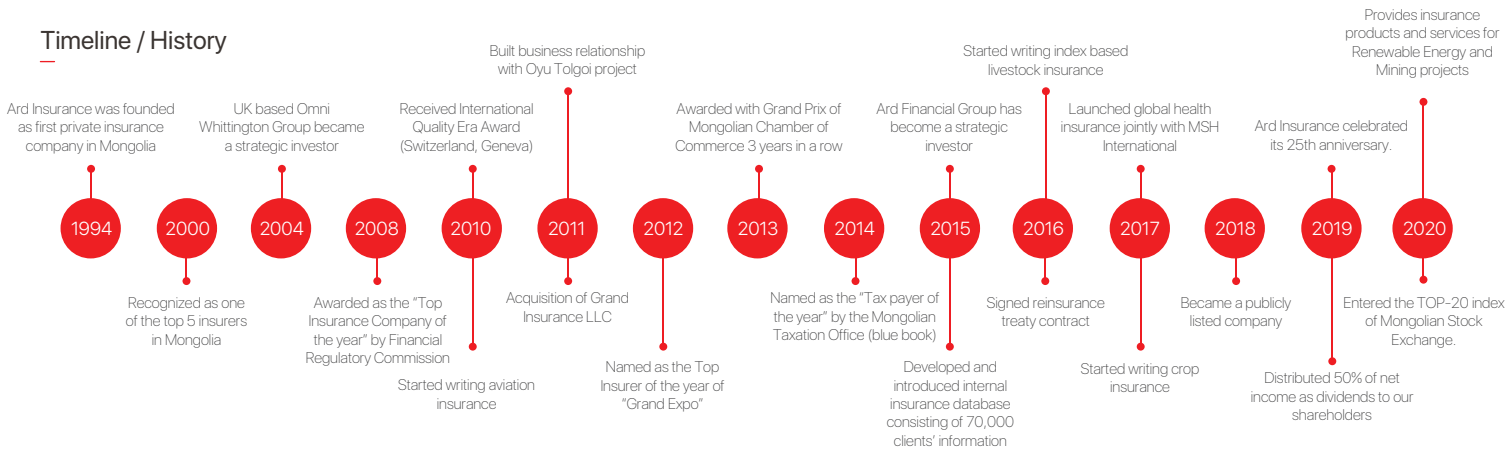 Timeline / History
Ard Insurance was founded
as first private insurance
company in Mongolia
1994
Recognized as one
of the top 5 insurers
in Mongolia
2000
UK based Omni
Whittington Group became
a strategic investor
2004
Awarded as the “Top
Insurance Company of
the year” by Financial
Regulatory Commission
2008
Received International
Quality Era Award
(Switzerland, Geneva)
2010
Started writing aviation
insurance
Built business relationship
with Oyu Tolgoi project
2011
Acquisition of Grand
Insurance LLC
2012
Named as the Top
Insurer of the year of
“Grand Expo”
Awarded with Grand Prix of
Mongolian Chamber of
Commerce 3 years in a row
2013
2014
Named as the “Tax payer of
the year” by the Mongolian
Taxation Office (blue book)
Ard Financial Group has
become a strategic
investor
2015
Developed and
introduced internal
insurance database
consisting of 70,000
clients’ information
Started writing index based
livestock insurance
2016
Signed reinsurance
treaty contract
Launched global health
insurance jointly with MSH
International
2017
Started writing crop
insurance
2018
Became a publicly
listed company
Ard Insurance celebrated
its 25th anniversary.
2019
Distributed 50% of net
income as dividends to our
shareholders
Provides insurance
products and services for
Renewable Energy and
Mining projects
2020
Entered the TOP-20 index
of Mongolian Stock
Exchange.